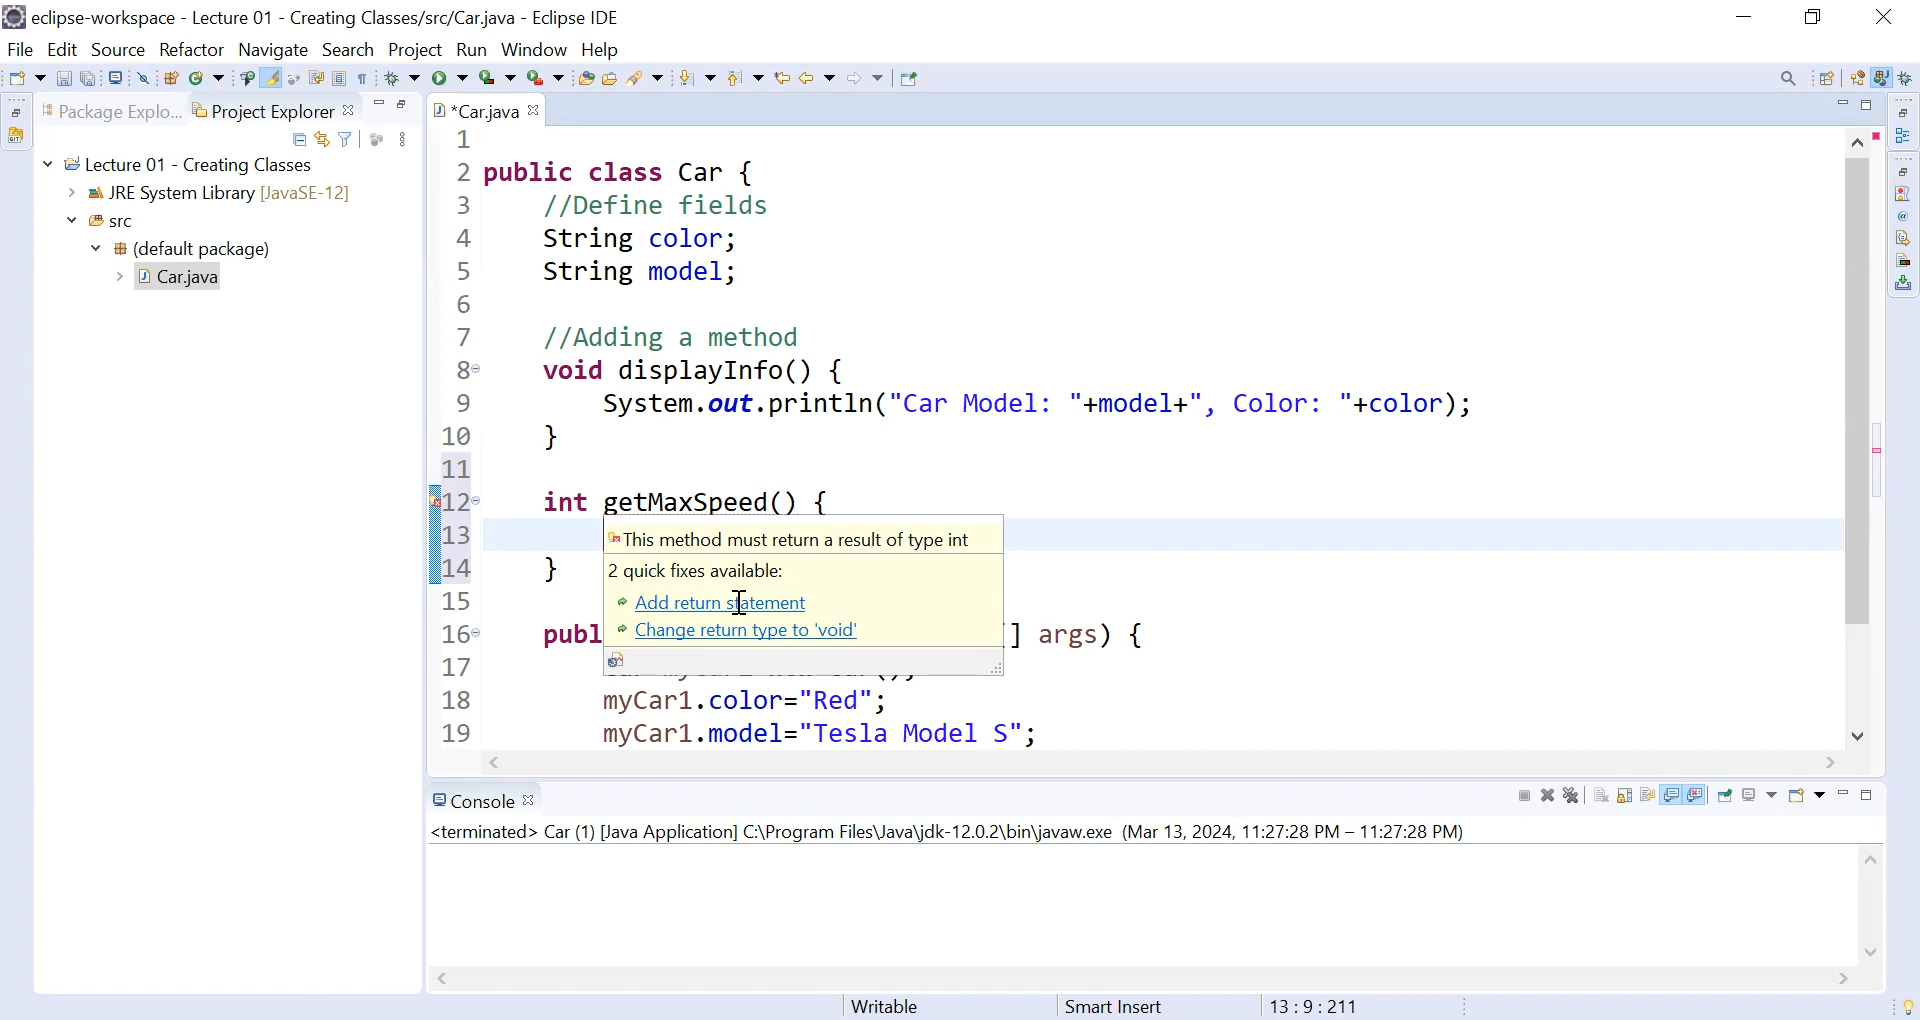 eclipse-workspace - Lecture 01 - Creating Classes/src/Car.java - Eclipse IDE
File Edit Source Refactor Navigate Search Project Run Window Help
Package Explo... Project Explorer
*Car.java
Lecture 01 - Creating Classes
JRE System Library [JavaSE-12]
src
(default package)
Car.java
1
2 public class Car {
3 //Define fields
4 String color;
5 String model;
6
7 //Adding a method
8 void displayInfo() {
9 System.out.println("Car Model: "+model+", Color: "+color);
10 }
11
12 int getMaxSpeed() {
13
This method must return a result of type int
2 quick fixes available:
14 }
15
Add return statement
Change return type to 'void'
16 publ ] args) {
17
18 myCar1.color="Red";
19 myCar1.model="Tesla Model S";
Console
<terminated> Car (1) [Java Application] C:\Program Files\Java\jdk-12.0.2\bin\javaw.exe (Mar 13, 2024, 11:27:28 PM – 11:27:28 PM)
Writable Smart Insert 13 : 9 : 211